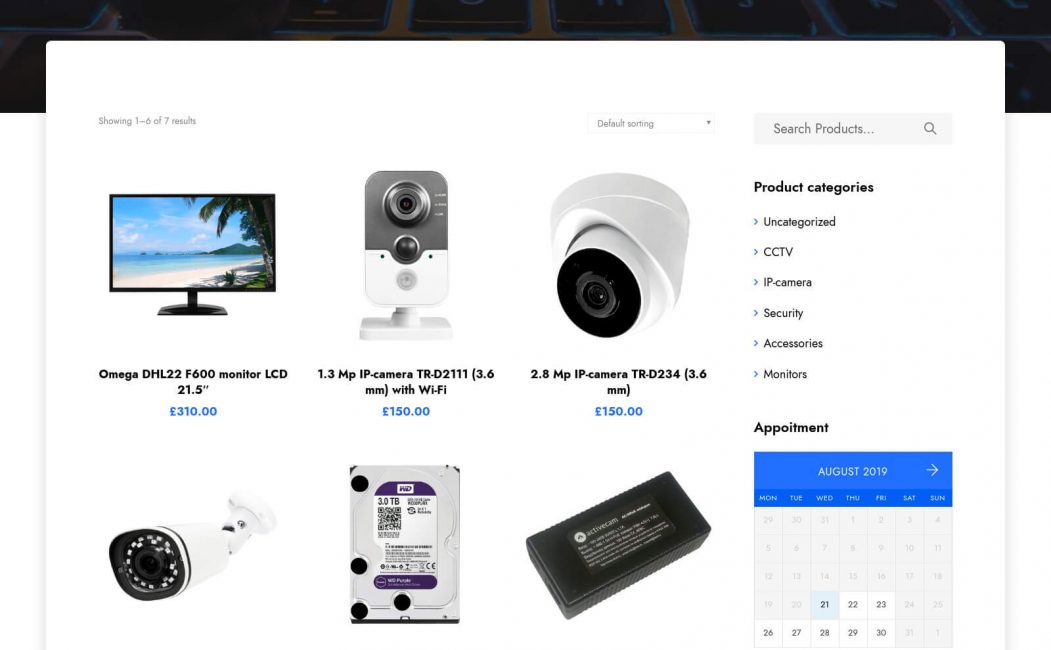 Showing 1–6 of 7 results
Default sorting
Search Products...
Omega DHL22 F600 monitor LCD
21.5″
£310.00
1.3 Mp IP-camera TR-D2111 (3.6
mm) with Wi-Fi
£150.00
2.8 Mp IP-camera TR-D234 (3.6
mm)
£150.00
WD
3.0 TB
WD Purple
activecam
Product categories
Uncategorized
CCTV
IP-camera
Security
Accessories
Monitors
Appoitment
AUGUST 2019
MON TUE WED THU FRI SAT SUN
29 30 31 1 2 3 4
5 6 7 8 9 10 11
12 13 14 15 16 17 18
19 20 21 22 23 24 25
26 27 28 29 30 31 1